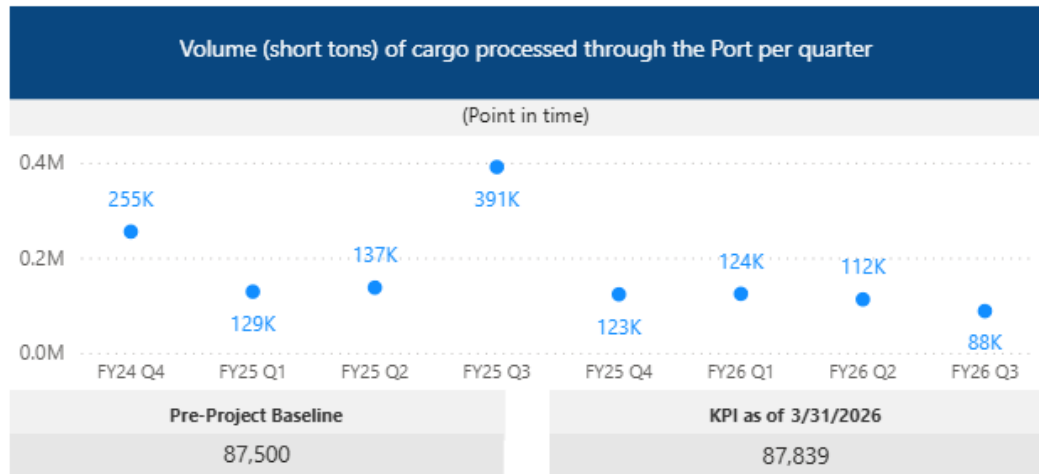 Volume (short tons) of cargo processed through the Port per quarter
(Point in time)
0.4M
391K
255K
0.2M
137K
124K
112K
129K
123K
88K
0.0M
FY24 Q4 FY25 Q1 FY25 Q2 FY25 Q3 FY25 Q4 FY26 Q1 FY26 Q2 FY26 Q3
Pre-Project Baseline KPI as of 3/31/2026
87,500 87,839